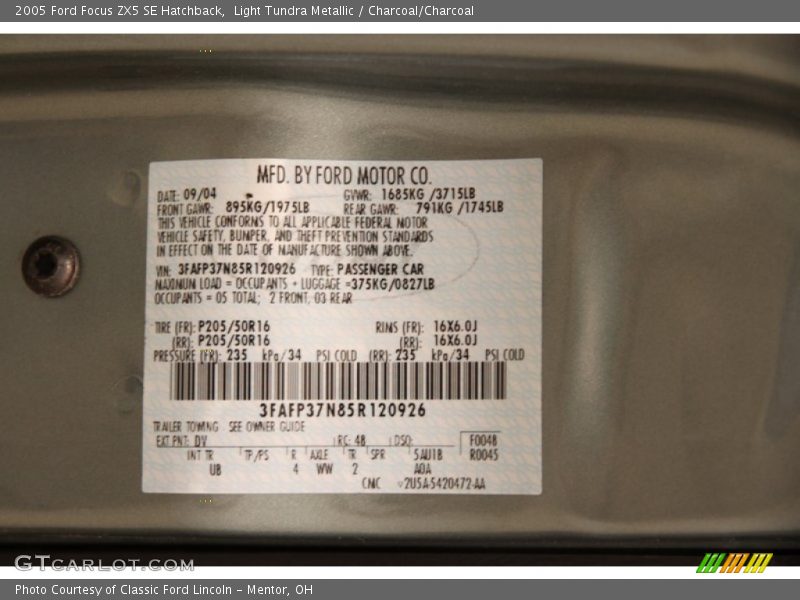 2005 Ford Focus ZX5 SE Hatchback,  Light Tundra Metallic / Charcoal/Charcoal
MFD. BY FORD MOTOR CO.
DATE: 09/04 GVWR: 1685KG /3715LB
FRONT GAWR: 895KG/1975LB REAR GAWR: 791KG /1745LB
THIS VEHICLE CONFORMS TO ALL APPLICABLE FEDERAL MOTOR
VEHICLE SAFETY, BUMPER, AND THEFT PREVENTION STANDARDS
IN EFFECT ON THE DATE OF MANUFACTURE SHOWN ABOVE.
VIN: 3FAFP37N85R120926 TYPE: PASSENGER CAR
MAXIMUM LOAD = OCCUPANTS + LUGGAGE =375KG/0827LB
OCCUPANTS = 05 TOTAL; 2 FRONT, 03 REAR
TIRE (FR): P205/50R16 RIMS (FR): 16X6.0J
(RR): P205/50R16 (RR): 16X6.0J
PRESSURE (FR): 235 kPa/34 PSI COLD (RR): 235 kPa/34 PSI COLD
3FAFP37N85R120926
TRAILER TOWING - SEE OWNER GUIDE
EXT PNT: DV RC: 48 DSO: F0048
INT TR TP/PS R AXLE TR SPR 5AU18 R0045
UB 4 WW 2 AOA
CMC 2U5A-5420472-AA
GTCARLOT.COM
Photo Courtesy of Classic Ford Lincoln - Mentor, OH